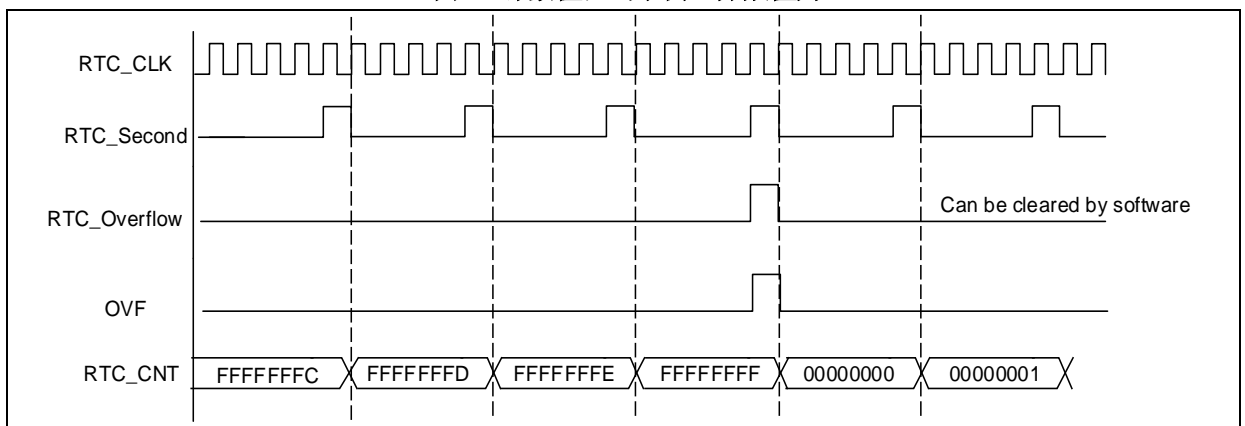 RTC_CLK
RTC_Second
RTC_Overflow
Can be cleared by software
OVF
RTC_CNT FFFFFFFC FFFFFFFD FFFFFFFE FFFFFFFF 00000000 00000001